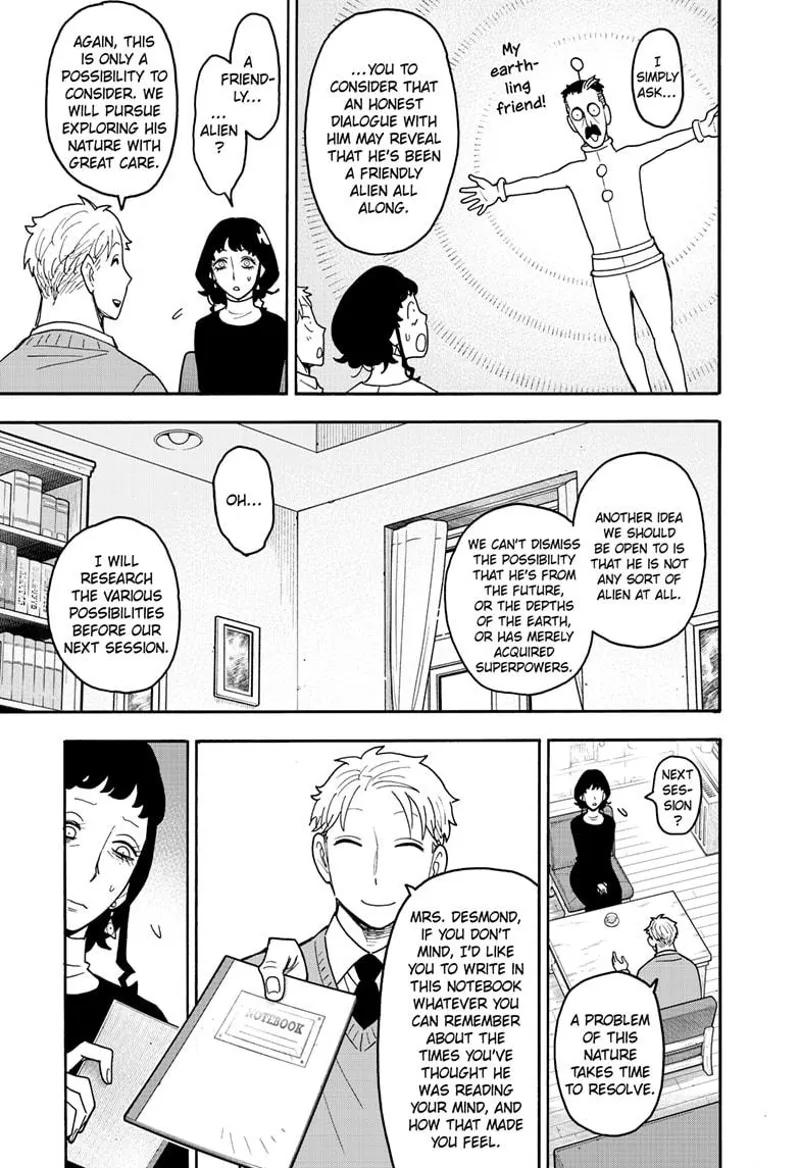 I
SIMPLY
ASK...
My
earth-
ling
friend!
...YOU TO
CONSIDER THAT
AN HONEST
DIALOGUE WITH
HIM MAY REVEAL
THAT HE'S BEEN
A FRIENDLY
ALIEN ALL
ALONG.
A
FRIEND-
LY...
...
ALIEN
?
AGAIN, THIS
IS ONLY A
POSSIBILITY TO
CONSIDER. WE
WILL PURSUE
EXPLORING HIS
NATURE WITH
GREAT CARE.
ANOTHER IDEA
WE SHOULD
BE OPEN TO IS
THAT HE IS NOT
ANY SORT OF
ALIEN AT ALL.
WE CAN'T DISMISS
THE POSSIBILITY
THAT HE'S FROM
THE FUTURE,
OR THE DEPTHS
OF THE EARTH,
OR HAS MERELY
ACQUIRED
SUPERPOWERS.
OH...
I WILL
RESEARCH
THE VARIOUS
POSSIBILITIES
BEFORE OUR
NEXT SESSION.
NEXT
SES-
SION
?
A PROBLEM
OF THIS
NATURE
TAKES TIME
TO RESOLVE.
MRS. DESMOND,
IF YOU DON'T
MIND, I'D LIKE
YOU TO WRITE IN
THIS NOTEBOOK
WHATEVER YOU
CAN REMEMBER
ABOUT THE
TIMES YOU'VE
THOUGHT HE
WAS READING
YOUR MIND, AND
HOW THAT MADE
YOU FEEL.
NOTEBOOK